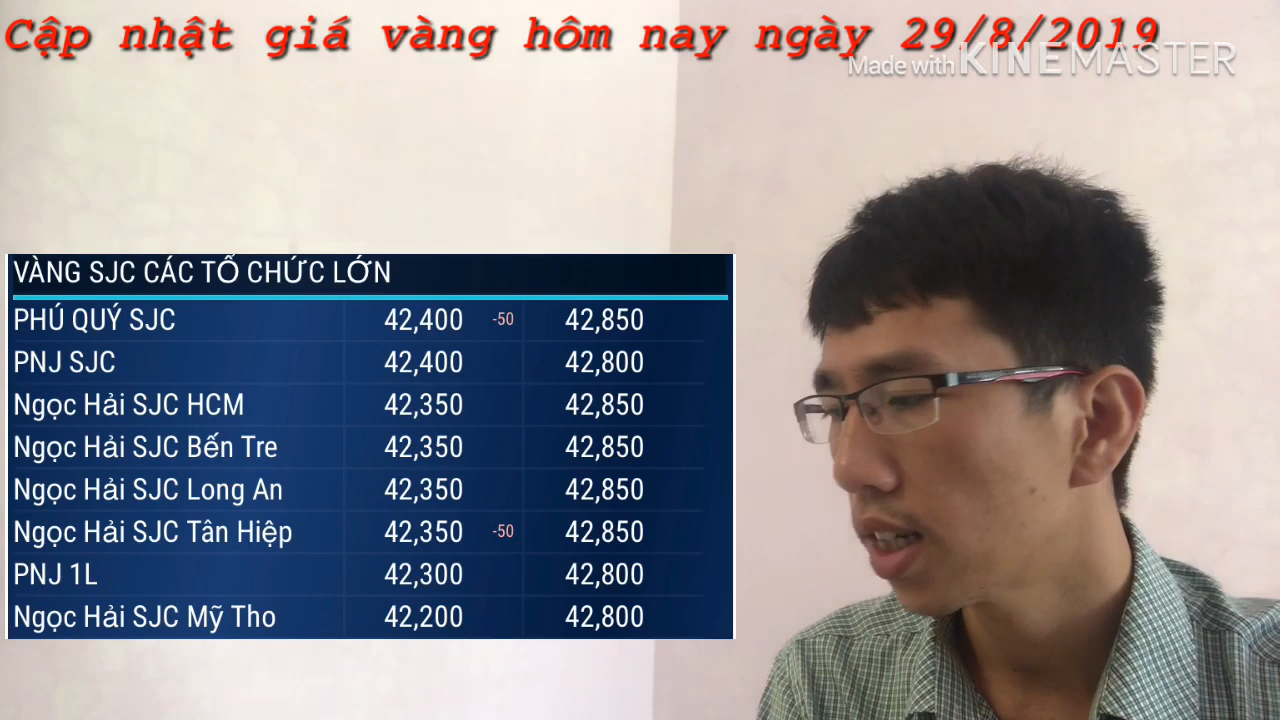 Cập nhật giá vàng hôm nay ngày 29/8/2019
Made with KINEMASTER
VÀNG SJC CÁC TỔ CHỨC LỚN
PHÚ QUÝ SJC 42,400 -50 42,850
PNJ SJC 42,400 42,800
Ngọc Hải SJC HCM 42,350 42,850
Ngọc Hải SJC Bến Tre 42,350 42,850
Ngọc Hải SJC Long An 42,350 42,850
Ngọc Hải SJC Tân Hiệp 42,350 -50 42,850
PNJ 1L 42,300 42,800
Ngọc Hải SJC Mỹ Tho 42,200 42,800